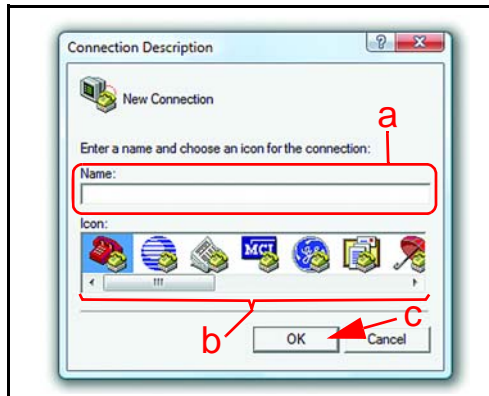 Connection Description
?
X
New Connection
a
Enter a name and choose an icon for the connection:
Name:
Icon:
MCI
b
c
OK
Cancel